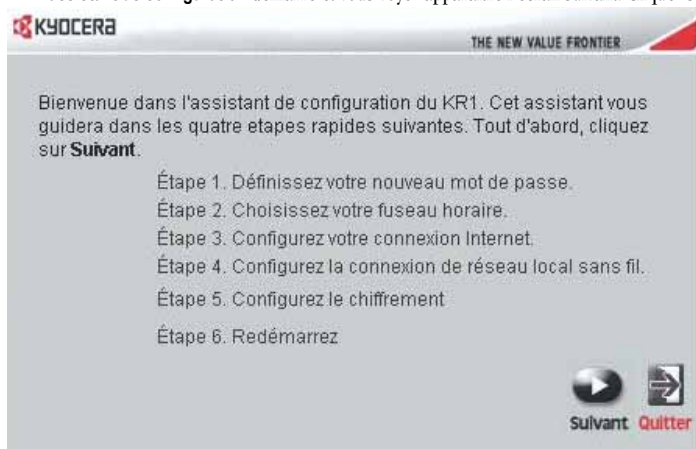 KYOCERA
THE NEW VALUE FRONTIER
Bienvenue dans l'assistant de configuration du KR1. Cet assistant vous
guidera dans les quatre etapes rapides suivantes. Tout d'abord, cliquez
sur Suivant.
Étape 1. Définissez votre nouveau mot de passe.
Étape 2. Choisissez votre fuseau horaire.
Étape 3. Configurez votre connexion Internet.
Étape 4. Configurez la connexion de réseau local sans fil.
Étape 5. Configurez le chiffrement
Étape 6. Redémarrez
Suivant Quitter